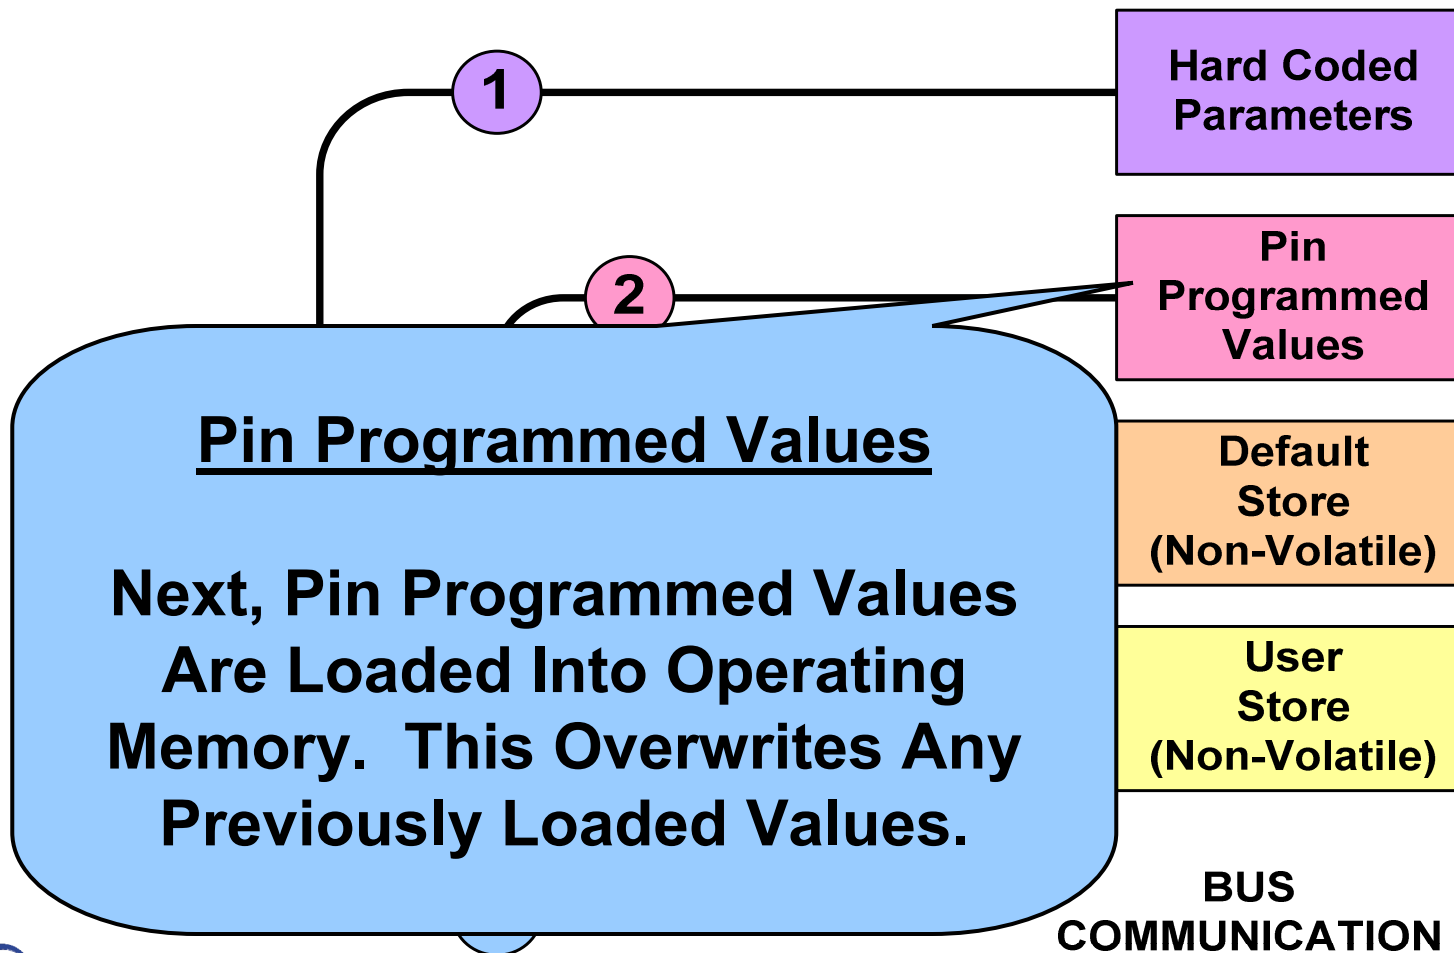 1
Hard Coded
Parameters
2
Pin
Programmed
Values
Pin Programmed Values
Next, Pin Programmed Values
Are Loaded Into Operating
Memory.  This Overwrites Any
Previously Loaded Values.
Default
Store
(Non-Volatile)
User
Store
(Non-Volatile)
BUS
COMMUNICATION